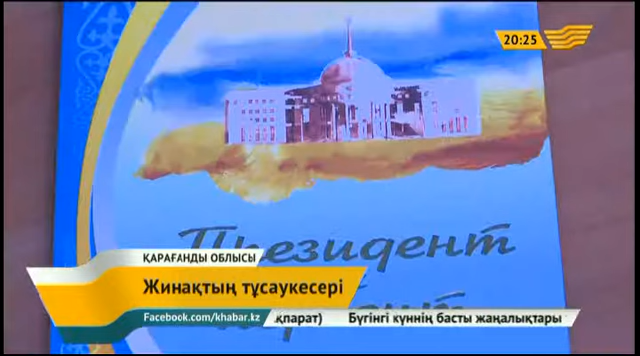 20:25
Президент
ҚАРАҒАНДЫ ОБЛЫСЫ
Жинақтың тұсаукесері
Facebook.com/khabar.kz
қпарат) Бүгінгі күннің басты жаңалықтары